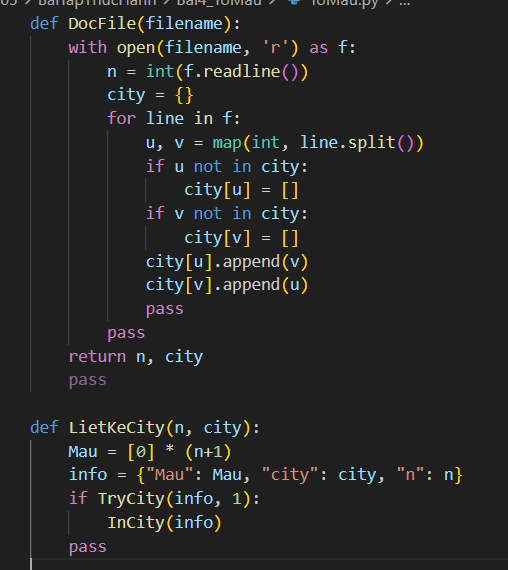 05 > BaitapThucHanh > Bai4_ToMau > ToMau.py > ...
def DocFile(filename):
    with open(filename, 'r') as f:
        n = int(f.readline())
        city = {}
        for line in f:
            u, v = map(int, line.split())
            if u not in city:
                city[u] = []
            if v not in city:
                city[v] = []
            city[u].append(v)
            city[v].append(u)
            pass
        pass
    return n, city
    pass
def LietKeCity(n, city):
    Mau = [0] * (n+1)
    info = {"Mau": Mau, "city": city, "n": n}
    if TryCity(info, 1):
        InCity(info)
    pass